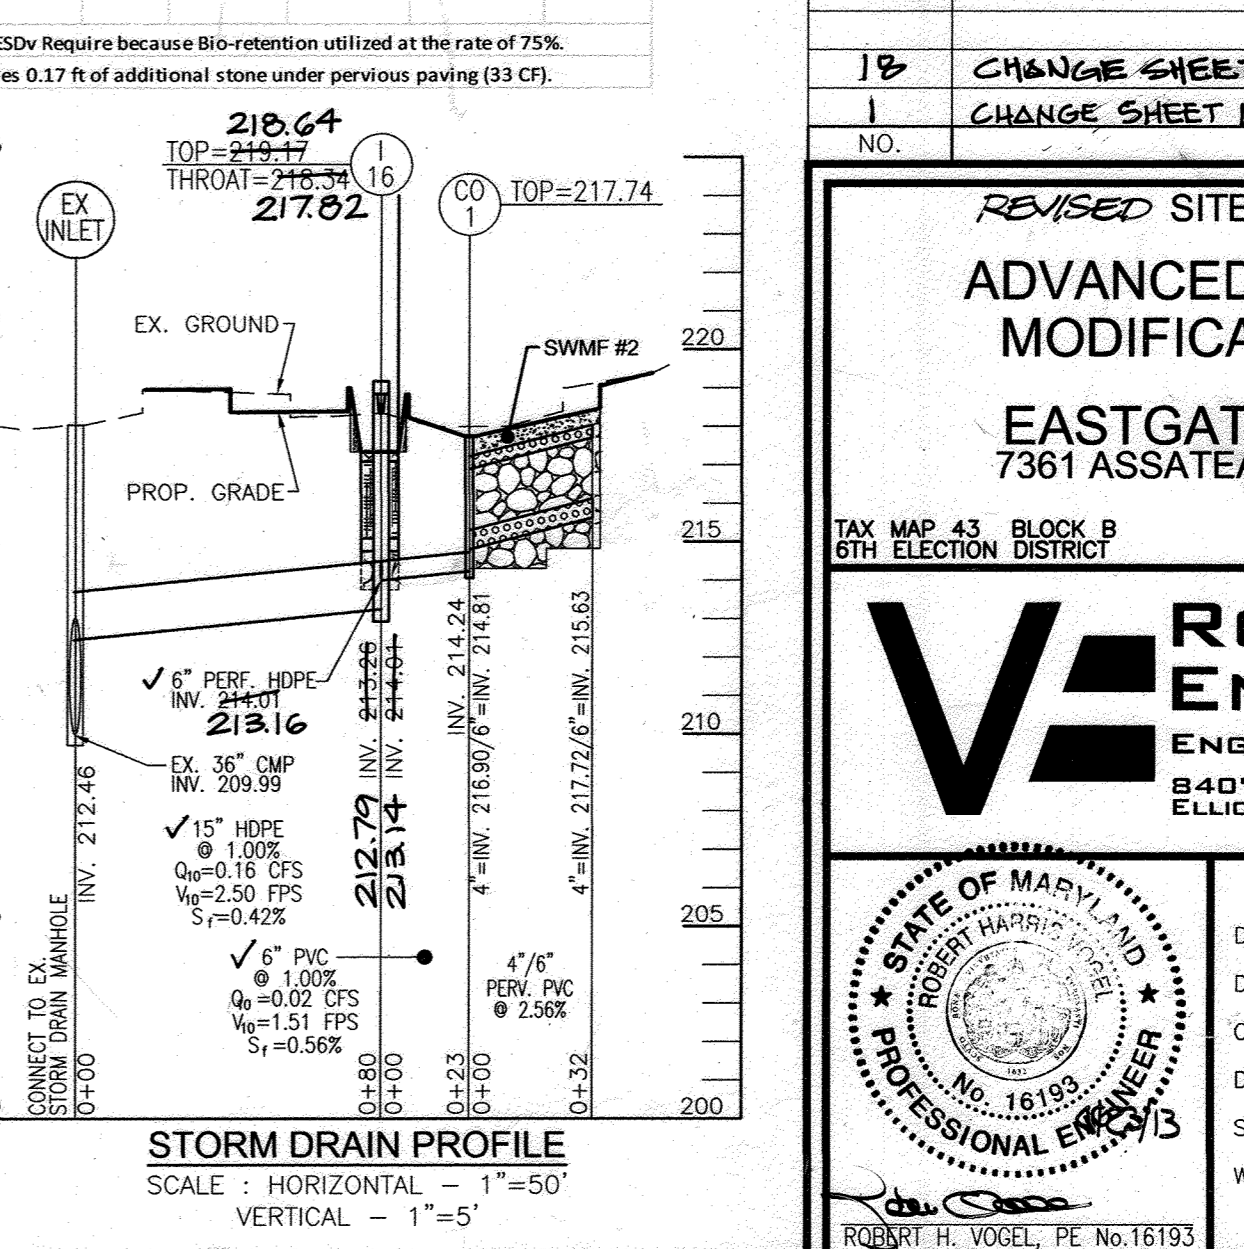 ESDv Require because Bio-retention utilized at the rate of 75%.
es 0.17 ft of additional stone under pervious paving (33 CF).
18 CHANGE SHEET
1 CHANGE SHEET
NO.
218.64
TOP=219.17
THROAT=218.34
217.82
I
16
EX
INLET
CO
1
TOP=217.74
EX. GROUND
PROP. GRADE
SWMF #2
220
215
210
205
200
6" PERF. HDPE
INV. 214.01
213.16
EX. 36" CMP
INV. 209.99
15" HDPE
@ 1.00%
Q10=0.16 CFS
V10=2.50 FPS
Sf=0.42%
6" PVC
@ 1.00%
Q10=0.02 CFS
V10=1.51 FPS
Sf=0.56%
4"/6"
PERV. PVC
@ 2.56%
CONNECT TO EX.
STORM DRAIN MANHOLE
0+00
INV. 212.46
0+80
212.79 INV. 213.26
0+00
213.14 INV. 214.01
0+23
INV. 214.24
0+00
4"=INV. 216.90/6"=INV. 214.81
0+32
4"=INV. 217.72/6"=INV. 215.63
STORM DRAIN PROFILE
SCALE : HORIZONTAL – 1"=50'
VERTICAL – 1"=5'
REVISED SITE
ADVANCED
MODIFICA
EASTGAT
7361 ASSATEA
TAX MAP 43 BLOCK B
6TH ELECTION DISTRICT
RO
EN
ENG
840
ELLIC
STATE OF MARYLAND
ROBERT HARRIS VOGEL
No. 16193
PROFESSIONAL ENGINEER
ROBERT H. VOGEL, PE No.16193